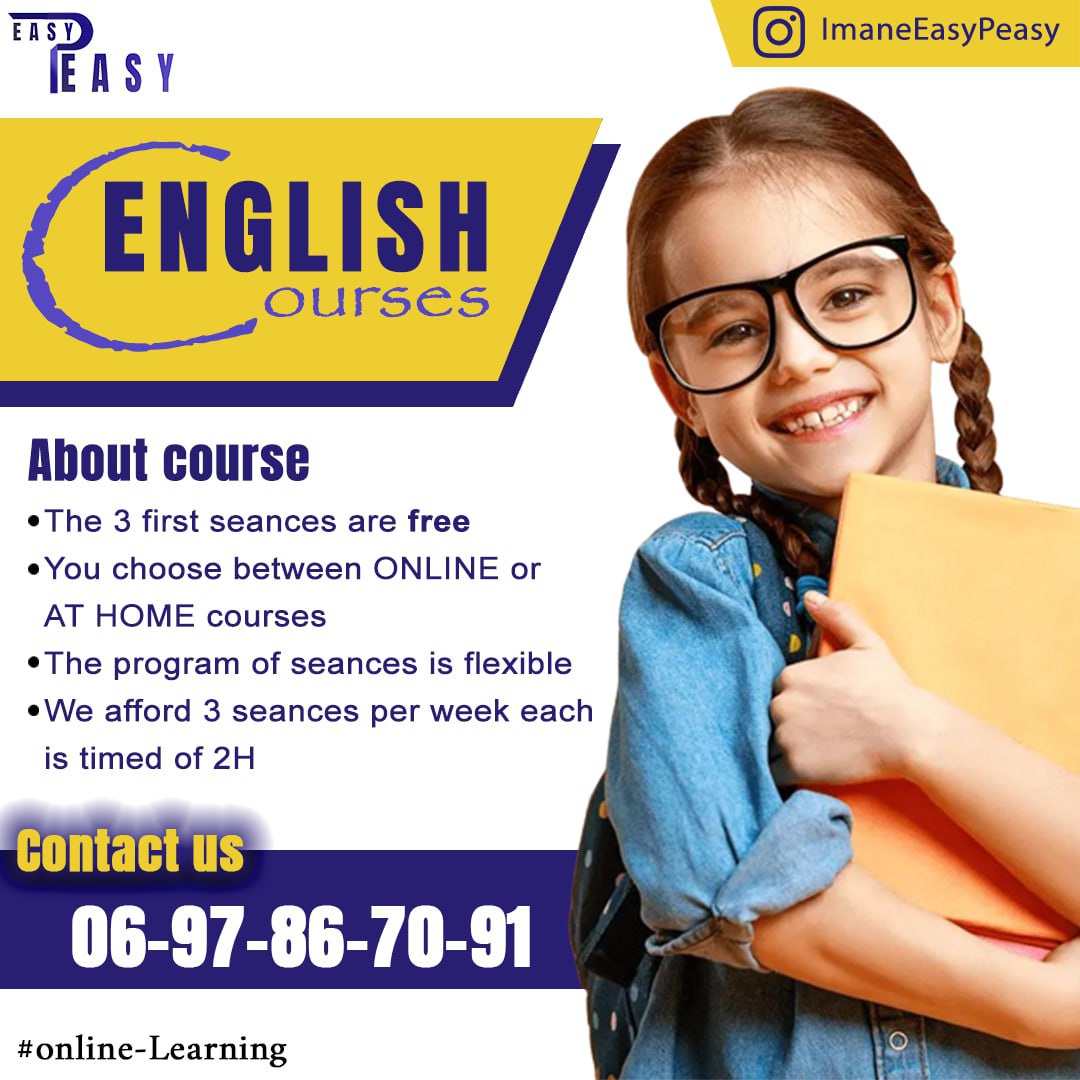 EASY
PEASY
ImaneEasyPeasy
ENGLISH
Courses
About course
•The 3 first seances are free
•You choose between ONLINE or
AT HOME courses
•The program of seances is flexible
•We afford 3 seances per week each
is timed of 2H
Contact us
06-97-86-70-91
#online-Learning